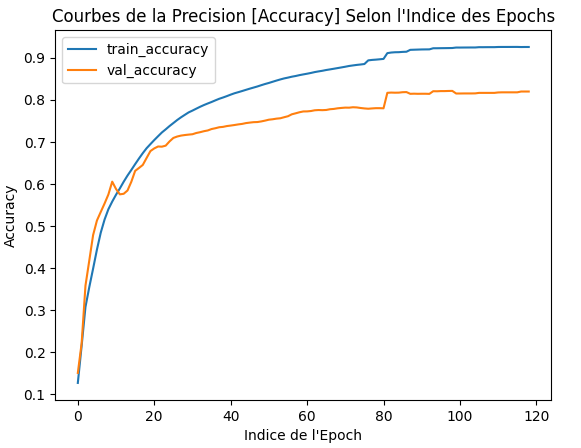 Courbes de la Precision [Accuracy] Selon l'Indice des Epochs
train_accuracy
val_accuracy
Accuracy
0.9
0.8
0.7
0.6
0.5
0.4
0.3
0.2
0.1
0 20 40 60 80 100 120
Indice de l'Epoch